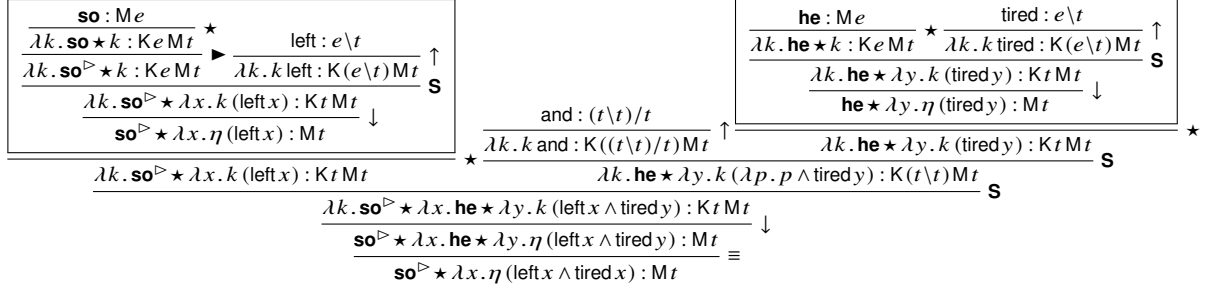 so : Me
λk. so ⋆ k : K e M t ⋆
λk. so▷ ⋆ k : K e M t ►
left : e\t
λk. k left : K (e\t) M t ↑
λk. so▷ ⋆ λx. k (left x) : K t M t S
so▷ ⋆ λx. η (left x) : M t ↓
and : (t\t)/t
λk. k and : K ((t\t)/t) M t ↑
he : M e
λk. he ⋆ k : K e M t ⋆
tired : e\t
λk. k tired : K (e\t) M t ↑
λk. he ⋆ λy. k (tired y) : K t M t S
he ⋆ λy. η (tired y) : M t ↓
λk. he ⋆ λy. k (tired y) : K t M t ⋆
λk. so▷ ⋆ λx. k (left x) : K t M t ⋆
λk. he ⋆ λy. k (λp. p ∧ tired y) : K (t\t) M t S
λk. so▷ ⋆ λx. he ⋆ λy. k (left x ∧ tired y) : K t M t S
so▷ ⋆ λx. he ⋆ λy. η (left x ∧ tired y) : M t ↓
so▷ ⋆ λx. η (left x ∧ tired x) : M t ≡